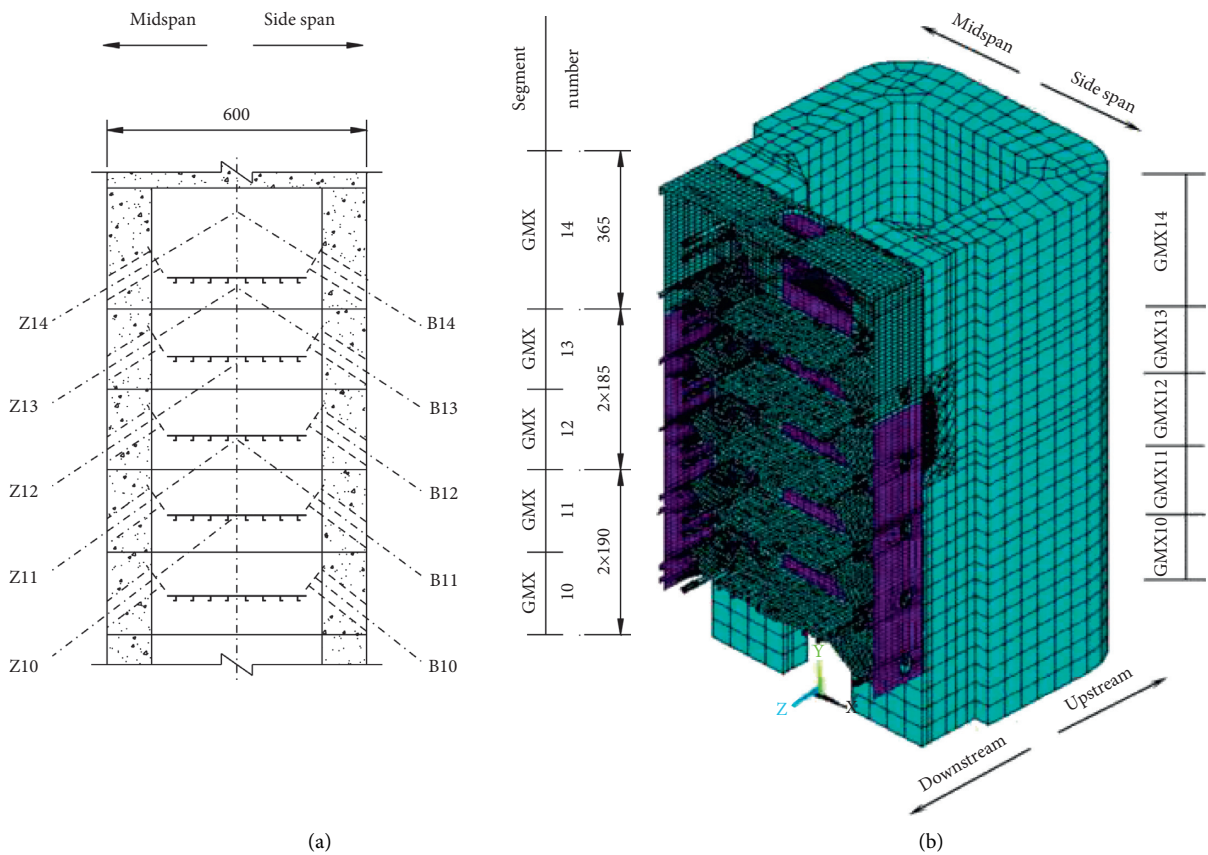 Midspan
Side span
600
Z14
Z13
Z12
Z11
Z10
B14
B13
B12
B11
B10
Segment
number
GMX 14
GMX 13
GMX 12
GMX 11
GMX 10
365
2×185
2×190
(a)
Midspan
Side span
GMX14
GMX13
GMX12
GMX11
GMX10
Y
Z
X
Upstream
Downstream
(b)